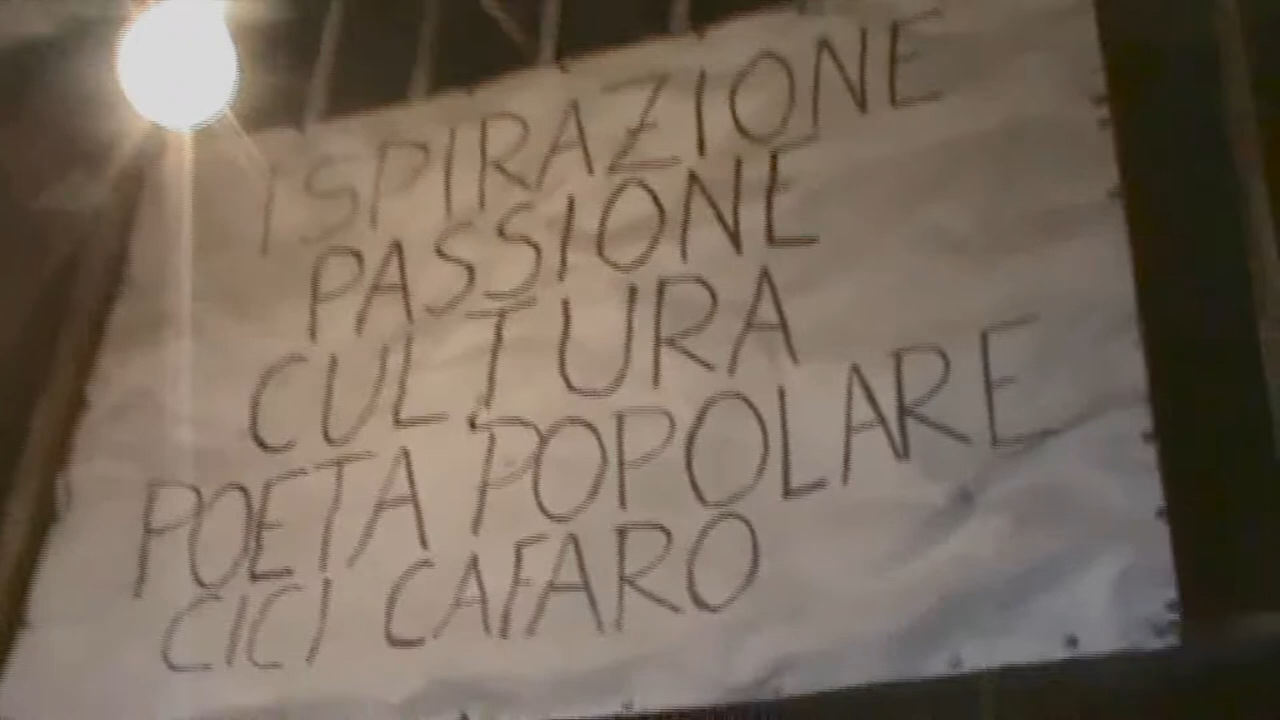 ISPIRAZIONE
PASSIONE
CULTURA
POETA POPOLARE
CICI CAFARO